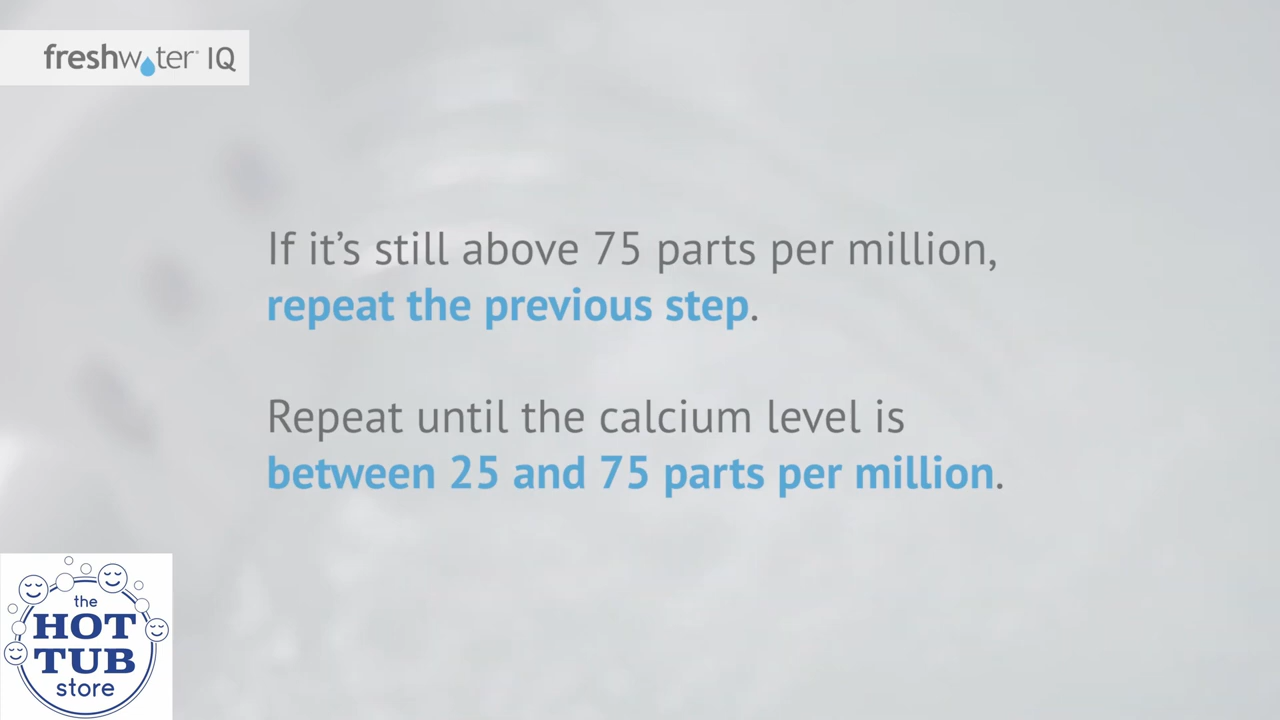 freshwater IQ
If it's still above 75 parts per million,
repeat the previous step.
Repeat until the calcium level is
between 25 and 75 parts per million.
the
HOT
TUB
store